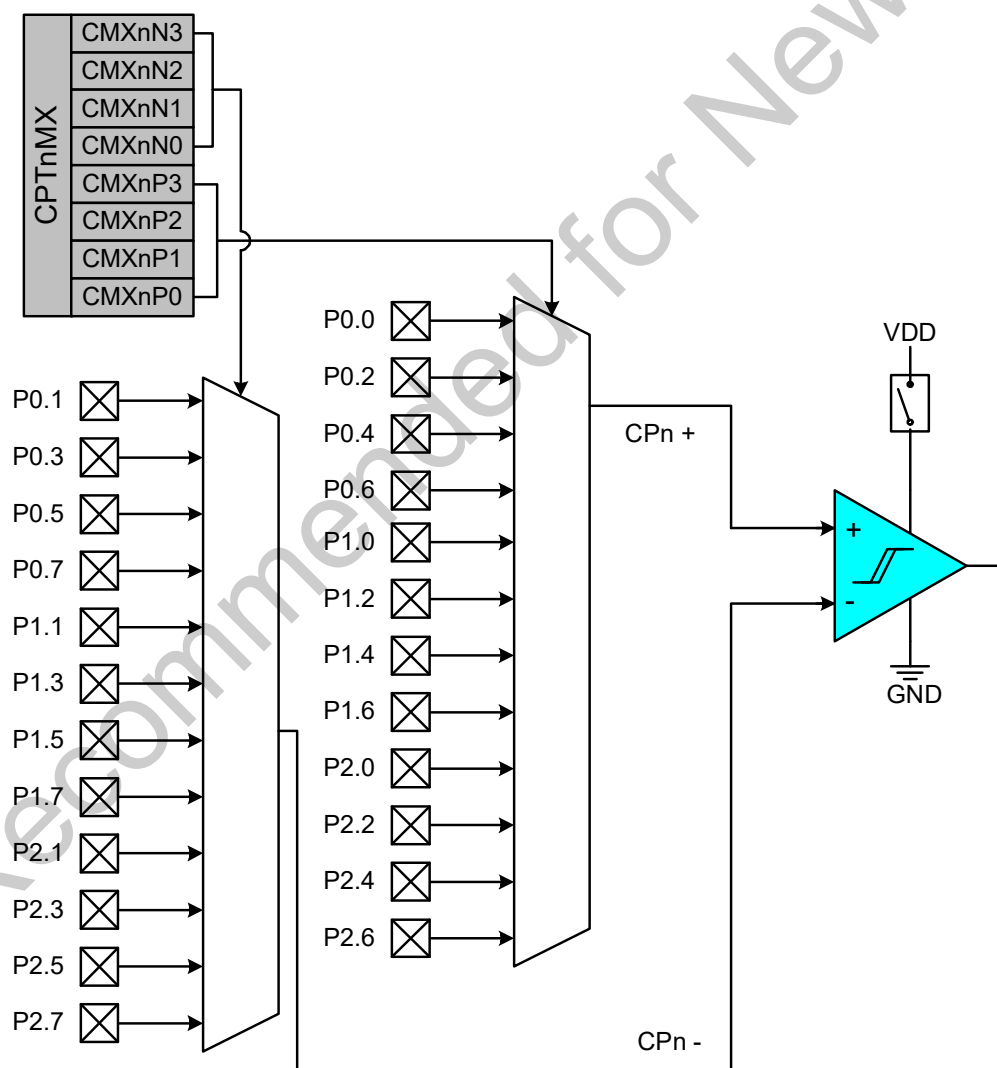 CPTnMX
CMXnN3
CMXnN2
CMXnN1
CMXnN0
CMXnP3
CMXnP2
CMXnP1
CMXnP0
P0.1
P0.3
P0.5
P0.7
P1.1
P1.3
P1.5
P1.7
P2.1
P2.3
P2.5
P2.7
P0.0
P0.2
P0.4
P0.6
P1.0
P1.2
P1.4
P1.6
P2.0
P2.2
P2.4
P2.6
CPn +
CPn -
VDD
+
-
GND
Recommended for New